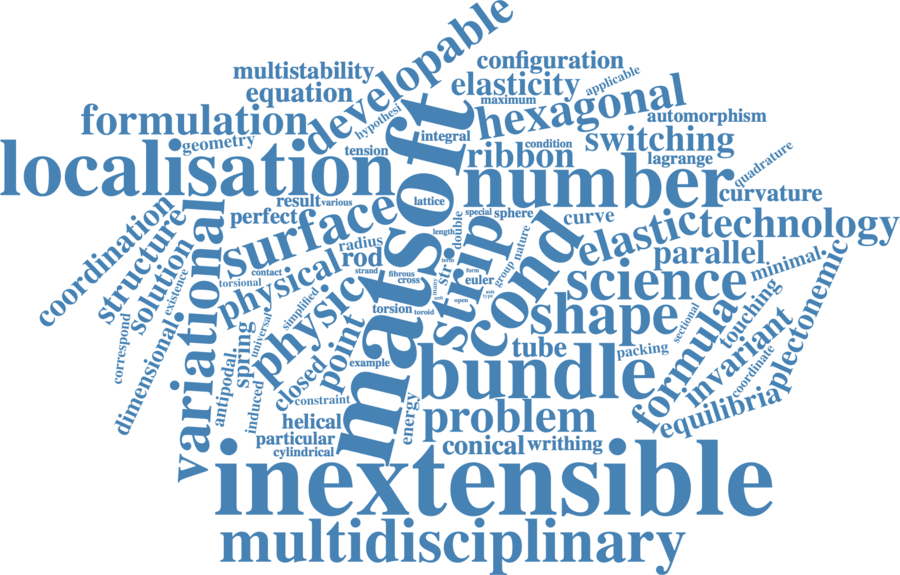 developable
multistability
configuration
equation
elasticity
applicable
maximum
hypothesi
formulation
geometry
matsoft
integral
hexagonal
automorphism
switching
condition
tension
ribbon
lagrange
quadrature
localisation
number
curvature
result
various
lattice
perfect
surface
special
sphere
curve
double
length
coordination
structure
solution
existence
variational
physical
contact
torsional
radius
rod
strand
fibrous
cross
strip
cond
nature
group
elastic
technology
parallel
minimal
science
form
euler
axis
type
open
plectonemic
simplified
universal
physic
torsion
toroid
shape
formula
sectional
touching
invariant
coordinate
correspond
dimensional
antipodal
spring
induced
closed
point
example
constraint
tube
packing
bundle
equilibria
helical
particular
cylindrical
energy
problem
conical
writhing
inextensible
multidisciplinary